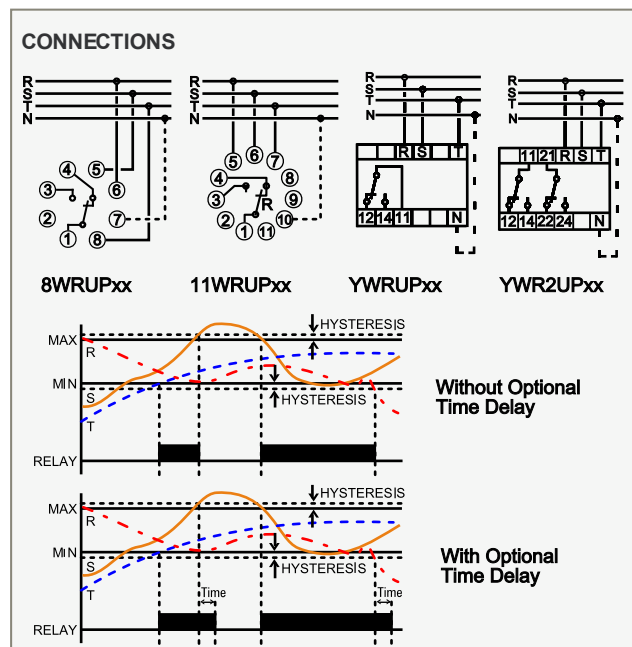 CONNECTIONS
R
S
T
N
4
5
3
6
2
7
1
8
8WRUPxx
R
S
T
N
5
6
7
4
8
3
9
R
2
10
1
11
11WRUPxx
R
S
T
N
R S T
12 14 11 N
YWRUPxx
R
S
T
N
11 21 R S T
12 14 22 24 N
YWR2UPxx
HYSTERESIS
MAX
R
MIN
S
HYSTERESIS
T
RELAY
Without Optional
Time Delay
HYSTERESIS
MAX
R
MIN
S
HYSTERESIS
T
Time
Time
RELAY
With Optional
Time Delay